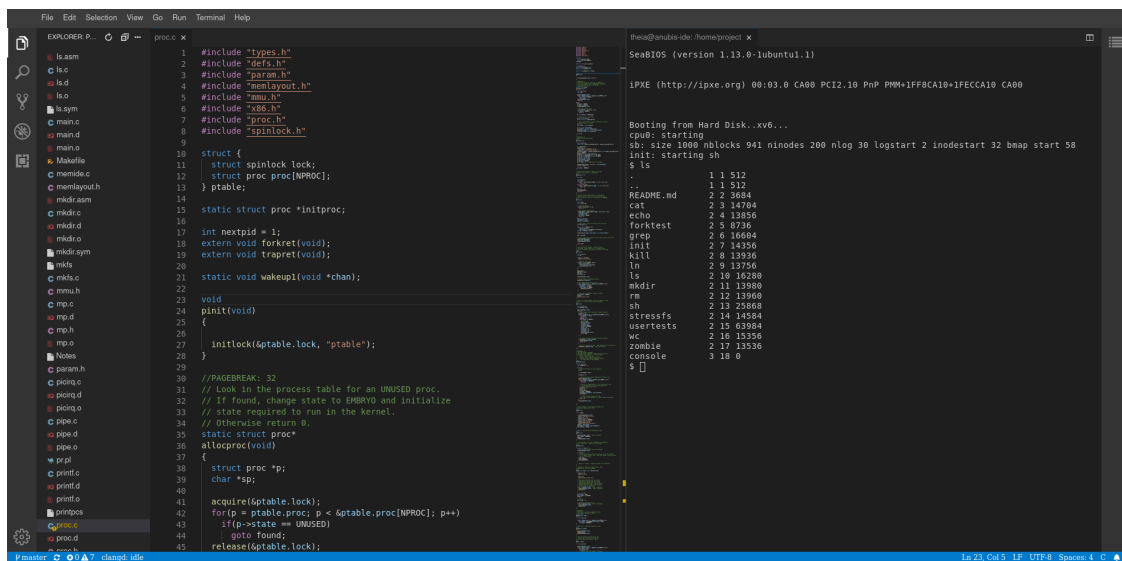 File Edit Selection View Go Run Terminal Help
EXPLORER: P...
ls.asm
ls.c
ls.d
ls.o
ls.sym
main.c
main.d
main.o
Makefile
memide.c
memlayout.h
mkdir.asm
mkdir.c
mkdir.d
mkdir.o
mkdir.sym
mkfs
mkfs.c
mmu.h
mp.c
mp.d
mp.h
mp.o
Notes
param.h
picirq.c
picirq.d
picirq.o
pipe.c
pipe.d
pipe.o
pr.pl
printf.c
printf.d
printf.o
printpcs
proc.c
proc.d
proc.h
proc.c x
1 #include "types.h"
2 #include "defs.h"
3 #include "param.h"
4 #include "memlayout.h"
5 #include "mmu.h"
6 #include "x86.h"
7 #include "proc.h"
8 #include "spinlock.h"
9
10 struct {
11 struct spinlock lock;
12 struct proc proc[NPROC];
13 } ptable;
14
15 static struct proc *initproc;
16
17 int nextpid = 1;
18 extern void forkret(void);
19 extern void trapret(void);
20
21 static void wakeup1(void *chan);
22
23 void
24 pinit(void)
25 {
26
27 initlock(&ptable.lock, "ptable");
28 }
29
30 //PAGEBREAK: 32
31 // Look in the process table for an UNUSED proc.
32 // If found, change state to EMBRYO and initialize
33 // state required to run in the kernel.
34 // Otherwise return 0.
35 static struct proc*
36 allocproc(void)
37 {
38 struct proc *p;
39 char *sp;
40
41 acquire(&ptable.lock);
42 for(p = ptable.proc; p < &ptable.proc[NPROC]; p++)
43 if(p->state == UNUSED)
44 goto found;
45 release(&ptable.lock);
theia@anubis-ide: /home/project x
SeaBIOS (version 1.13.0-1ubuntu1.1)
iPXE (http://ipxe.org) 00:03.0 CA00 PCI2.10 PnP PMM+1FF8CA10+1FECCA10 CA00
Booting from Hard Disk..xv6...
cpu0: starting
sb: size 1000 nblocks 941 ninodes 200 nlog 30 logstart 2 inodestart 32 bmap start 58
init: starting sh
$ ls
. 1 1 512
.. 1 1 512
README.md 2 2 3684
cat 2 3 14704
echo 2 4 13856
forktest 2 5 8736
grep 2 6 16604
init 2 7 14356
kill 2 8 13936
ln 2 9 13756
ls 2 10 16280
mkdir 2 11 13980
rm 2 12 13960
sh 2 13 25868
stressfs 2 14 14584
usertests 2 15 63984
wc 2 16 15356
zombie 2 17 13536
console 3 18 0
$
master 0 7 clangd: idle
Ln 23, Col 5 LF UTF-8 Spaces: 4 C